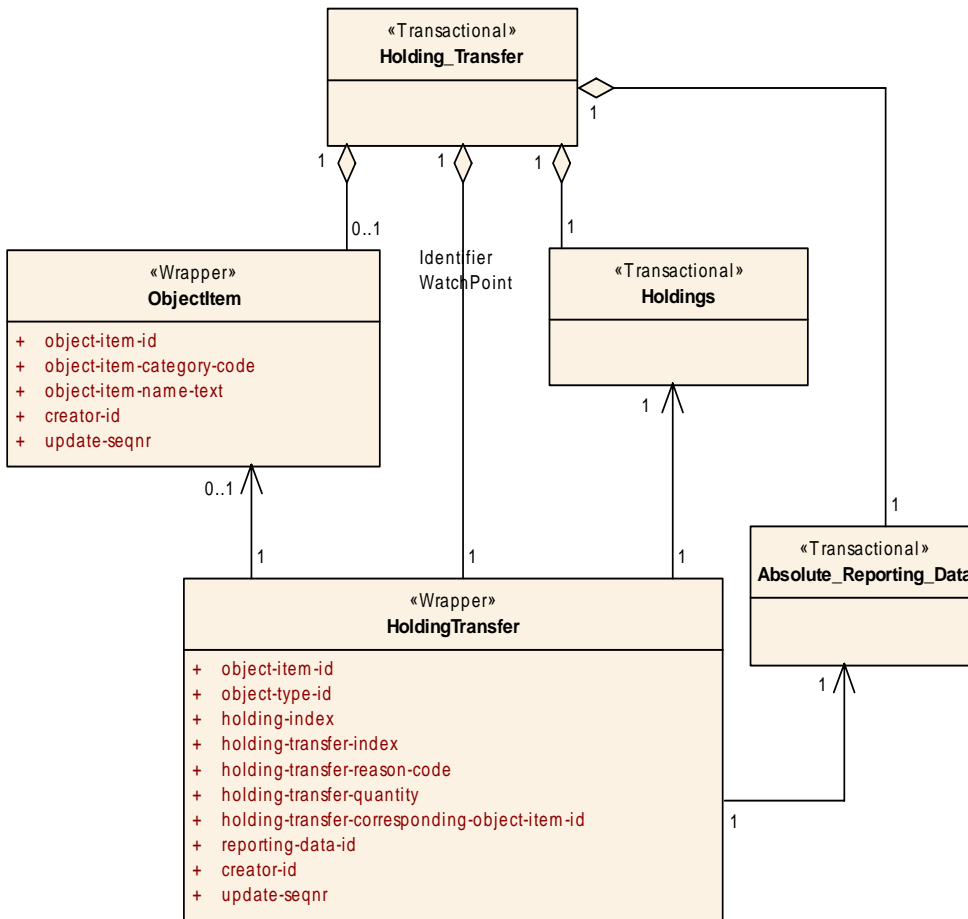 «Transactional»
Holding_Transfer
1
1
1
1
0..1
Identifier
WatchPoint
1
«Wrapper»
ObjectItem
+ object-item-id
+ object-item-category-code
+ object-item-name-text
+ creator-id
+ update-seqnr
«Transactional»
Holdings
1
0..1
1
1
1
1
«Transactional»
Absolute_Reporting_Data
1
1
«Wrapper»
HoldingTransfer
+ object-item-id
+ object-type-id
+ holding-index
+ holding-transfer-index
+ holding-transfer-reason-code
+ holding-transfer-quantity
+ holding-transfer-corresponding-object-item-id
+ reporting-data-id
+ creator-id
+ update-seqnr